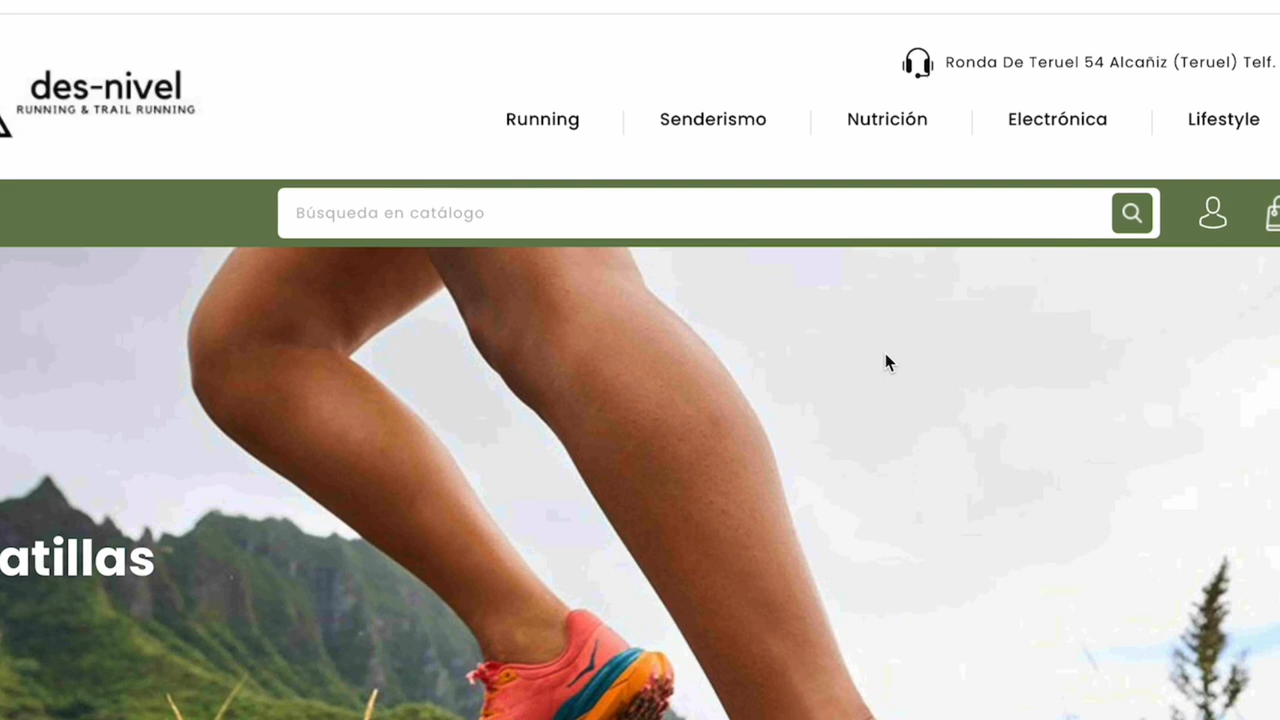 des-nivel
RUNNING & TRAIL RUNNING
Ronda De Teruel 54 Alcañiz (Teruel) Telf.
Running
Senderismo
Nutrición
Electrónica
Lifestyle
Búsqueda en catálogo
atillas